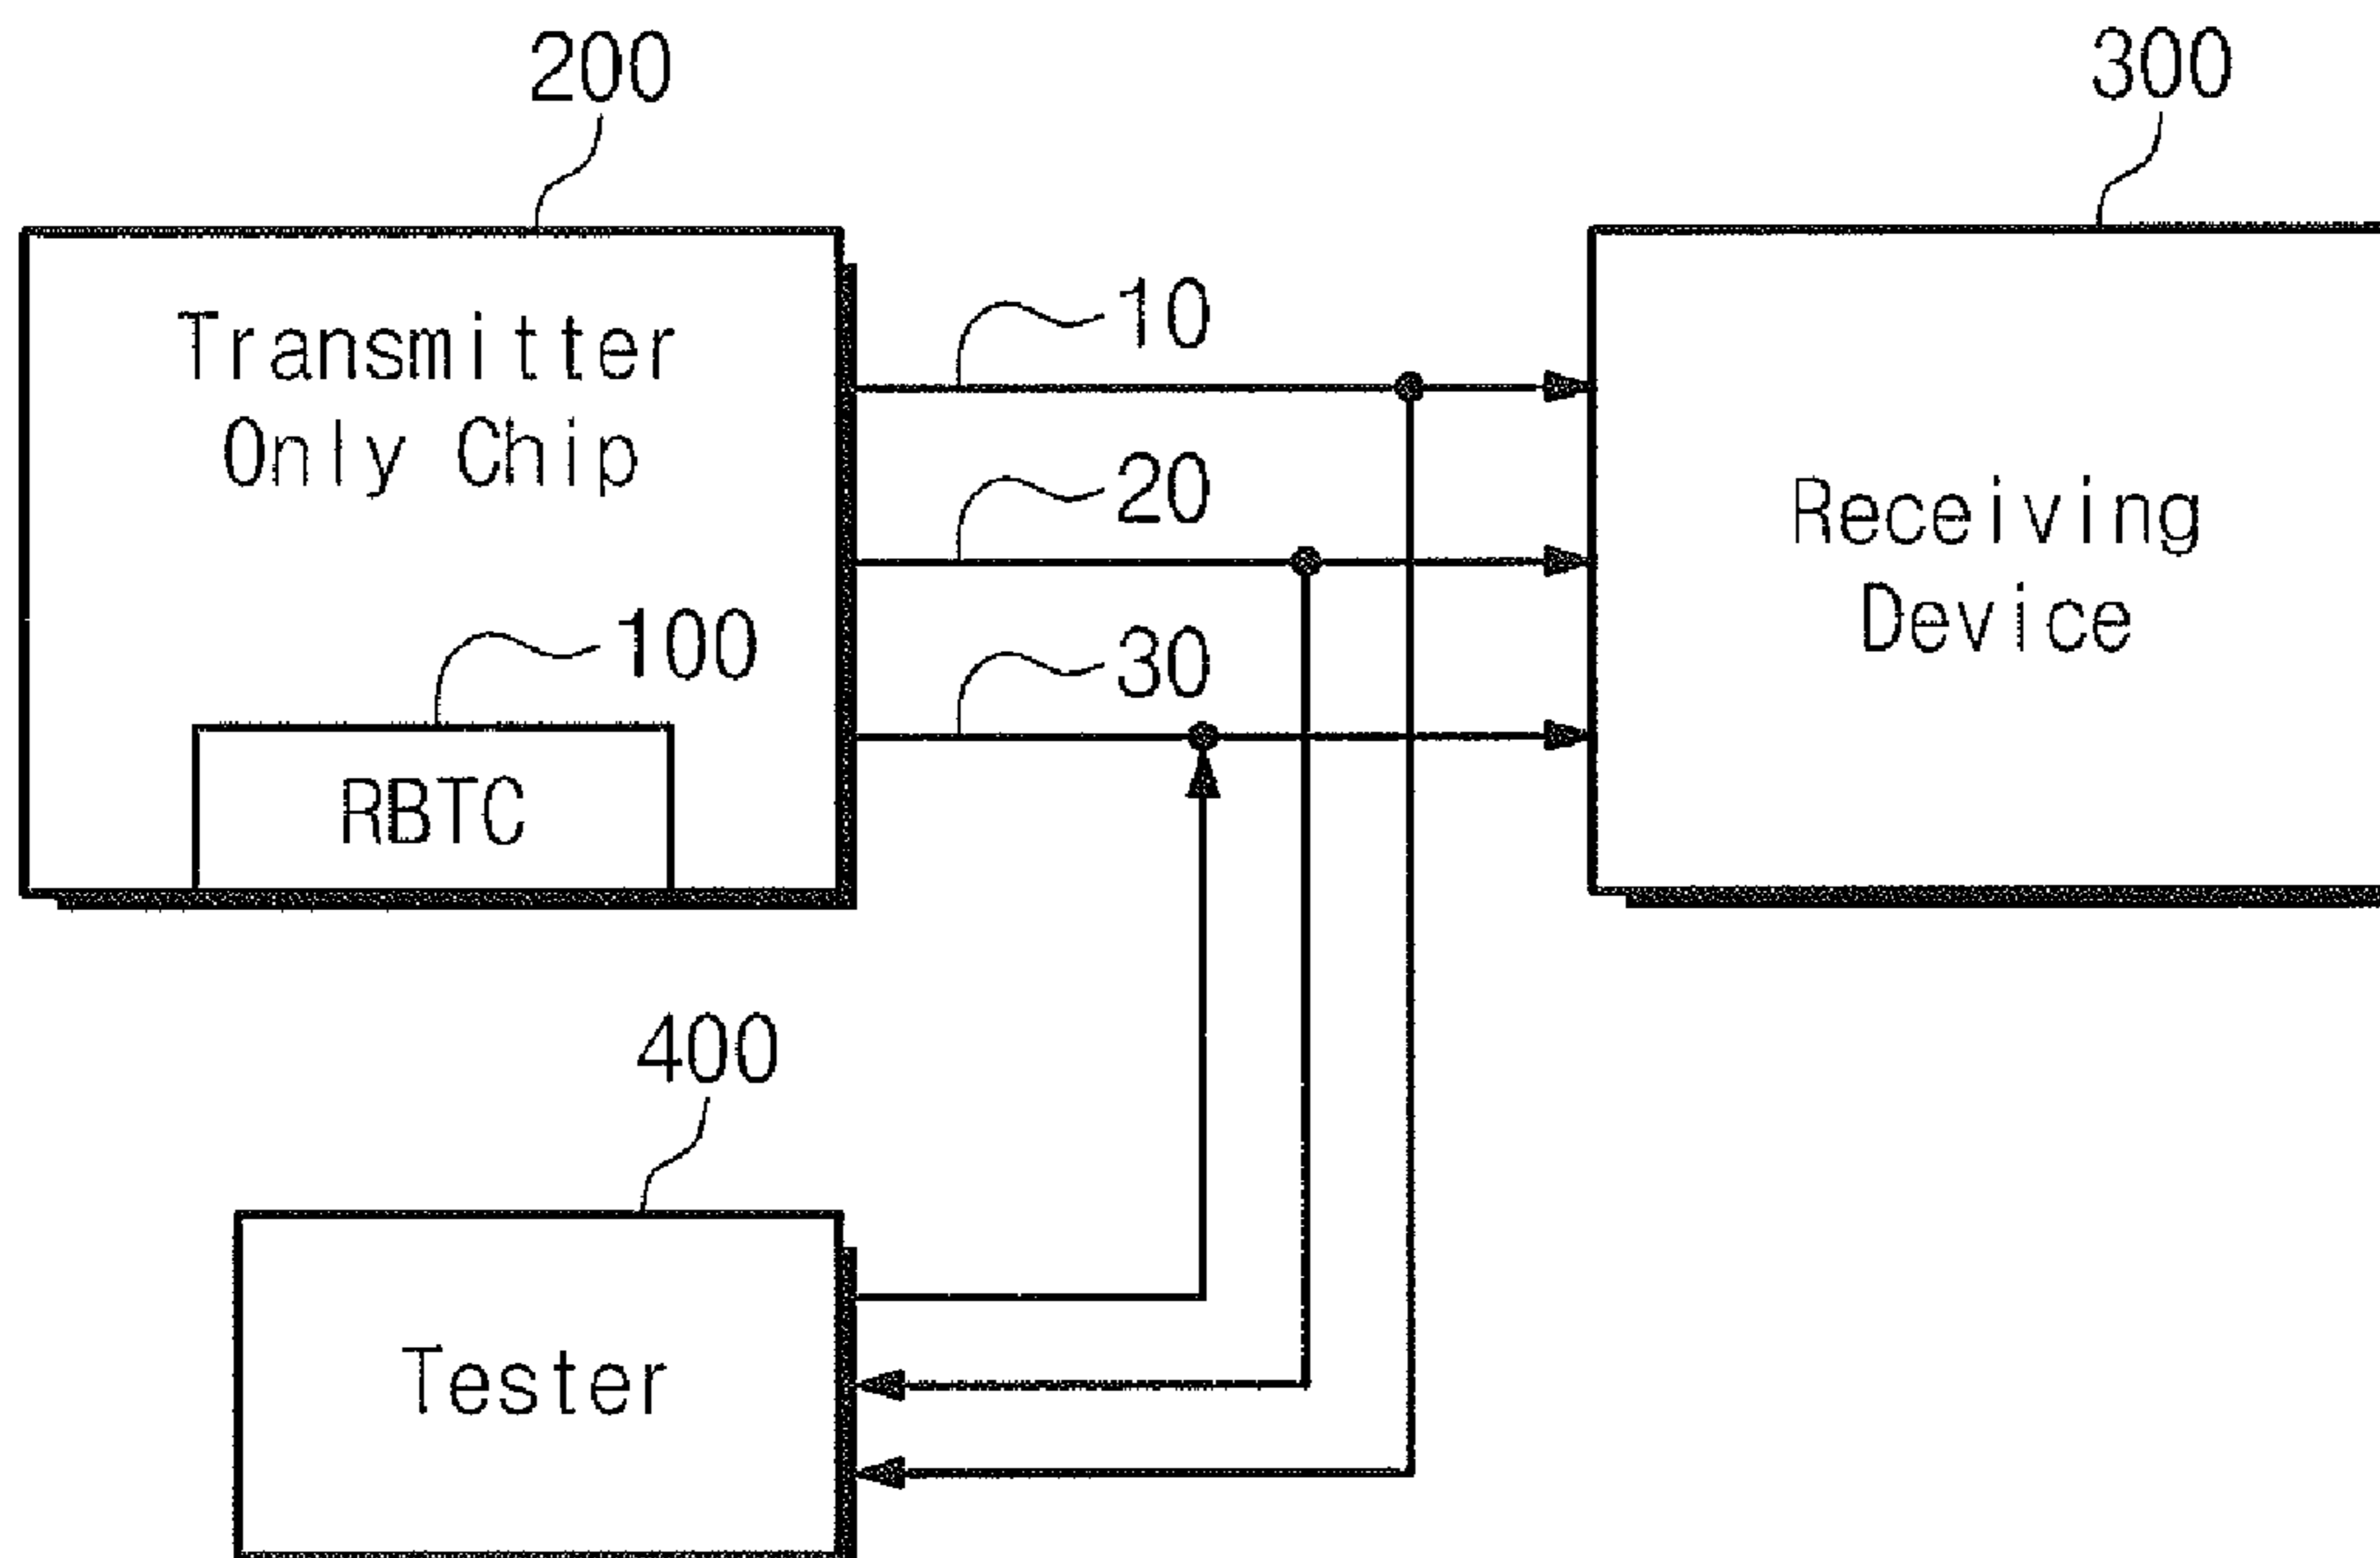 200
300
Transmitter
Only Chip
10
20
Receiving
Device
100
30
RBTC
400
Tester